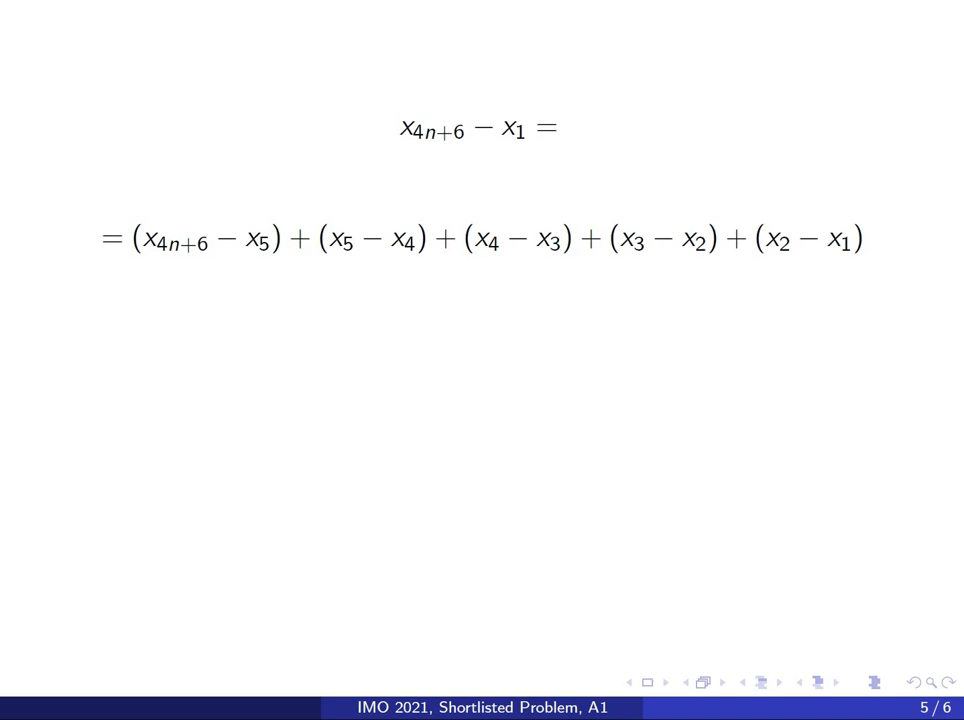 x_{4n+6} − x_1 =
= (x_{4n+6} − x_5) + (x_5 − x_4) + (x_4 − x_3) + (x_3 − x_2) + (x_2 − x_1)
IMO 2021, Shortlisted Problem, A1 5 / 6